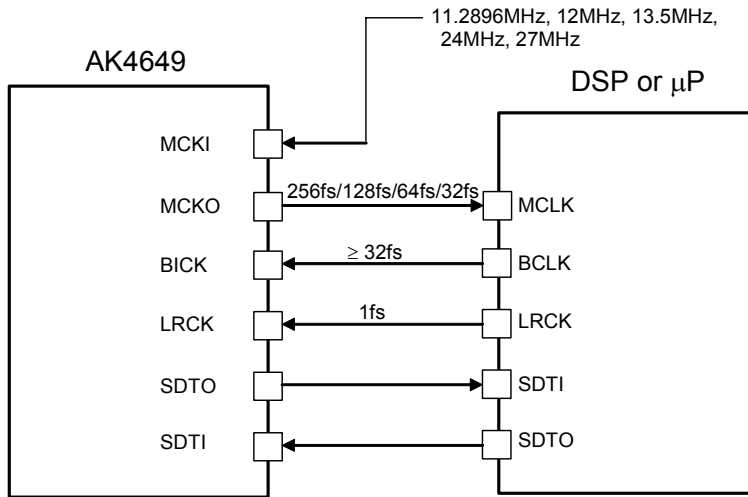 11.2896MHz, 12MHz, 13.5MHz,
24MHz, 27MHz
AK4649
DSP or μP
MCKI
MCKO
256fs/128fs/64fs/32fs
MCLK
BICK
≥ 32fs
BCLK
LRCK
1fs
LRCK
SDTO
SDTI
SDTI
SDTO